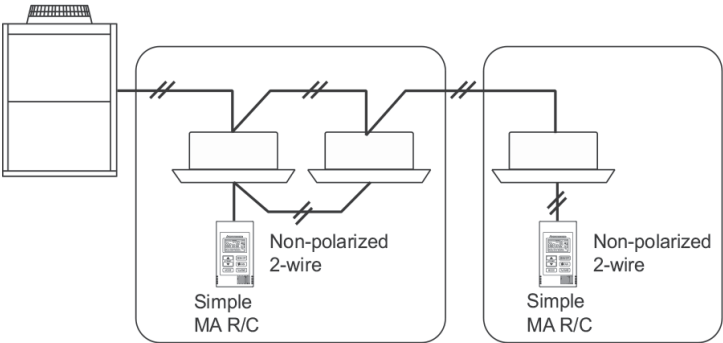 Non-polarized
2-wire
Simple
MA R/C
Non-polarized
2-wire
Simple
MA R/C